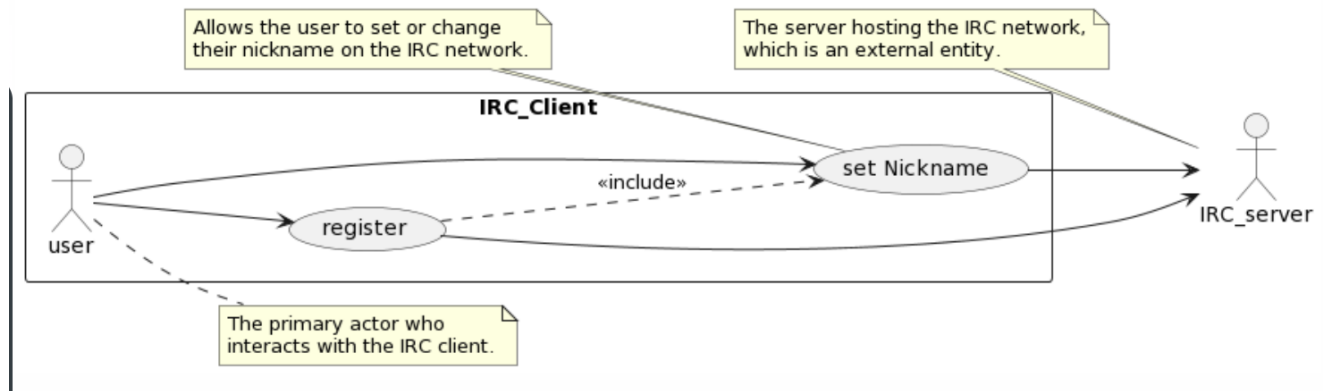 Allows the user to set or change
their nickname on the IRC network.
The server hosting the IRC network,
which is an external entity.
IRC_Client
set Nickname
«include»
register
user
IRC_server
The primary actor who
interacts with the IRC client.